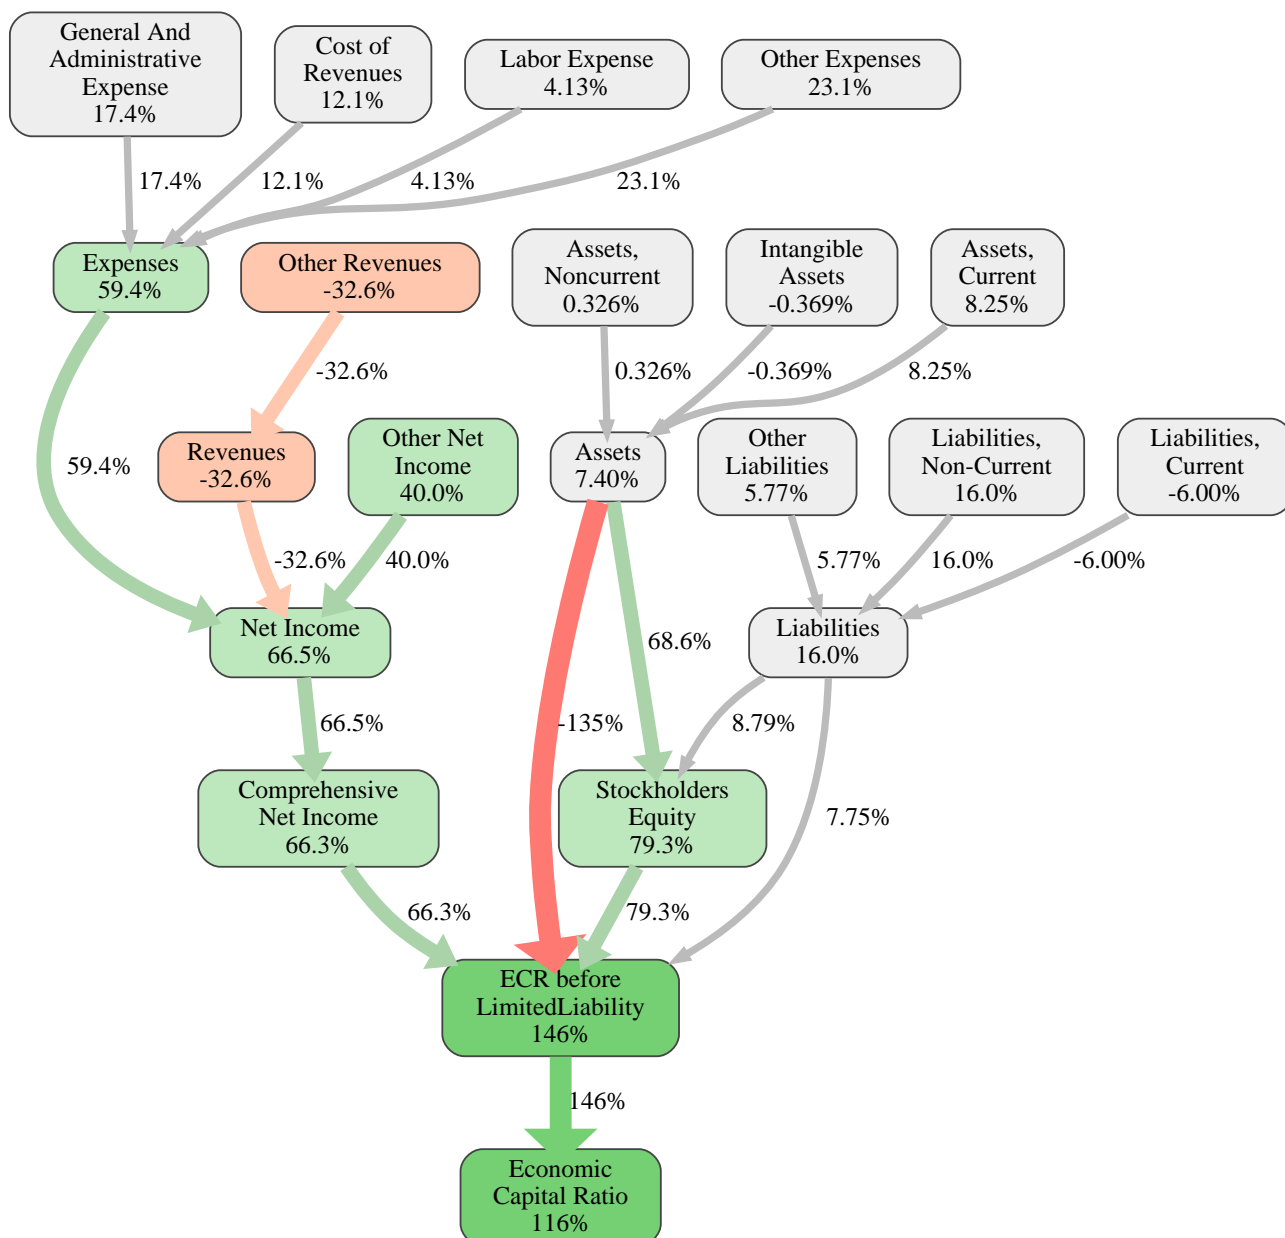 General And
Administrative
Expense
17.4%
Cost of
Revenues
12.1%
Labor Expense
4.13%
Other Expenses
23.1%
17.4%
12.1%
4.13%
23.1%
Expenses
59.4%
Other Revenues
-32.6%
Assets,
Noncurrent
0.326%
Intangible
Assets
-0.369%
Assets,
Current
8.25%
-32.6%
0.326%
-0.369%
8.25%
59.4%
Revenues
-32.6%
Other Net
Income
40.0%
Assets
7.40%
Other
Liabilities
5.77%
Liabilities,
Non-Current
16.0%
Liabilities,
Current
-6.00%
-32.6%
40.0%
5.77%
16.0%
-6.00%
Net Income
66.5%
68.6%
Liabilities
16.0%
66.5%
-135%
8.79%
Comprehensive
Net Income
66.3%
Stockholders
Equity
79.3%
7.75%
66.3%
79.3%
ECR before
LimitedLiability
146%
146%
Economic
Capital Ratio
116%